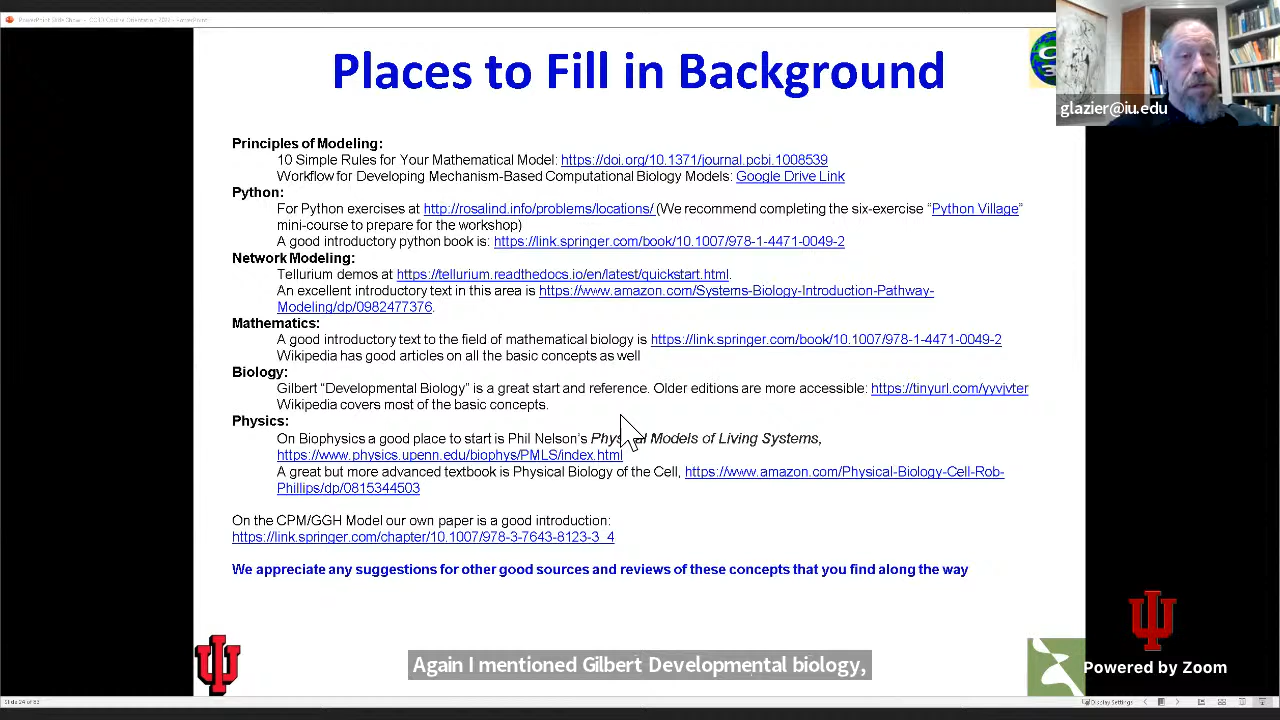 PowerPoint Slide Show -
Places to Fill in Background
glazier@iu.edu
Principles of Modeling:
10 Simple Rules for Your Mathematical Model: https://doi.org/10.1371/journal.pcbi.1008539
Workflow for Developing Mechanism-Based Computational Biology Models: Google Drive Link
Python:
For Python exercises at http://rosalind.info/problems/locations/ (We recommend completing the six-exercise “Python Village”
mini-course to prepare for the workshop)
A good introductory python book is: https://link.springer.com/book/10.1007/978-1-4471-0049-2
Network Modeling:
Tellurium demos at https://tellurium.readthedocs.io/en/latest/quickstart.html.
An excellent introductory text in this area is https://www.amazon.com/Systems-Biology-Introduction-Pathway-
Modeling/dp/0982477376.
Mathematics:
A good introductory text to the field of mathematical biology is https://link.springer.com/book/10.1007/978-1-4471-0049-2
Wikipedia has good articles on all the basic concepts as well
Biology:
Gilbert “Developmental Biology” is a great start and reference. Older editions are more accessible: https://tinyurl.com/yyvjvter
Wikipedia covers most of the basic concepts.
Physics:
On Biophysics a good place to start is Phil Nelson’s Physical Models of Living Systems,
https://www.physics.upenn.edu/biophys/PMLS/index.html
A great but more advanced textbook is Physical Biology of the Cell, https://www.amazon.com/Physical-Biology-Cell-Rob-
Phillips/dp/0815344503
On the CPM/GGH Model our own paper is a good introduction:
https://link.springer.com/chapter/10.1007/978-3-7643-8123-3_4
We appreciate any suggestions for other good sources and reviews of these concepts that you find along the way
Again I mentioned Gilbert Developmental biology,
Powered by Zoom
Display Settings